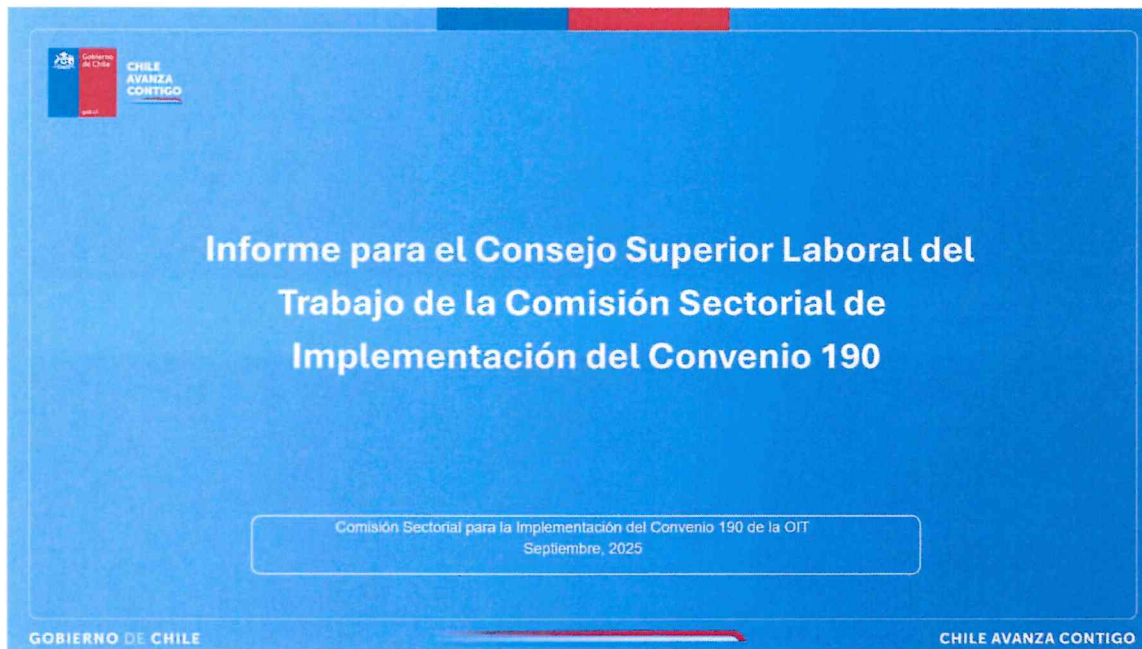 Gobierno
de Chile
CHILE
AVANZA
CONTIGO
gob.cl
Informe para el Consejo Superior Laboral del
Trabajo de la Comisión Sectorial de
Implementación del Convenio 190
Comisión Sectorial para la Implementación del Convenio 190 de la OIT
Septiembre, 2025
GOBIERNO DE CHILE
CHILE AVANZA CONTIGO